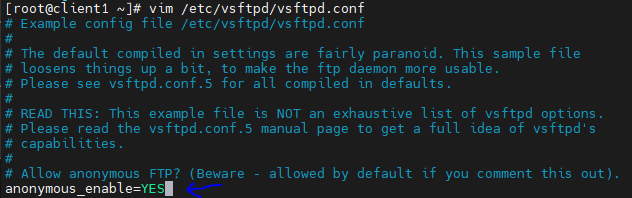 [root@client1 ~]# vim /etc/vsftpd/vsftpd.conf
# Example config file /etc/vsftpd/vsftpd.conf
#
# The default compiled in settings are fairly paranoid. This sample file
# loosens things up a bit, to make the ftp daemon more usable.
# Please see vsftpd.conf.5 for all compiled in defaults.
#
# READ THIS: This example file is NOT an exhaustive list of vsftpd options.
# Please read the vsftpd.conf.5 manual page to get a full idea of vsftpd's
# capabilities.
#
# Allow anonymous FTP? (Beware - allowed by default if you comment this out).
anonymous_enable=YES